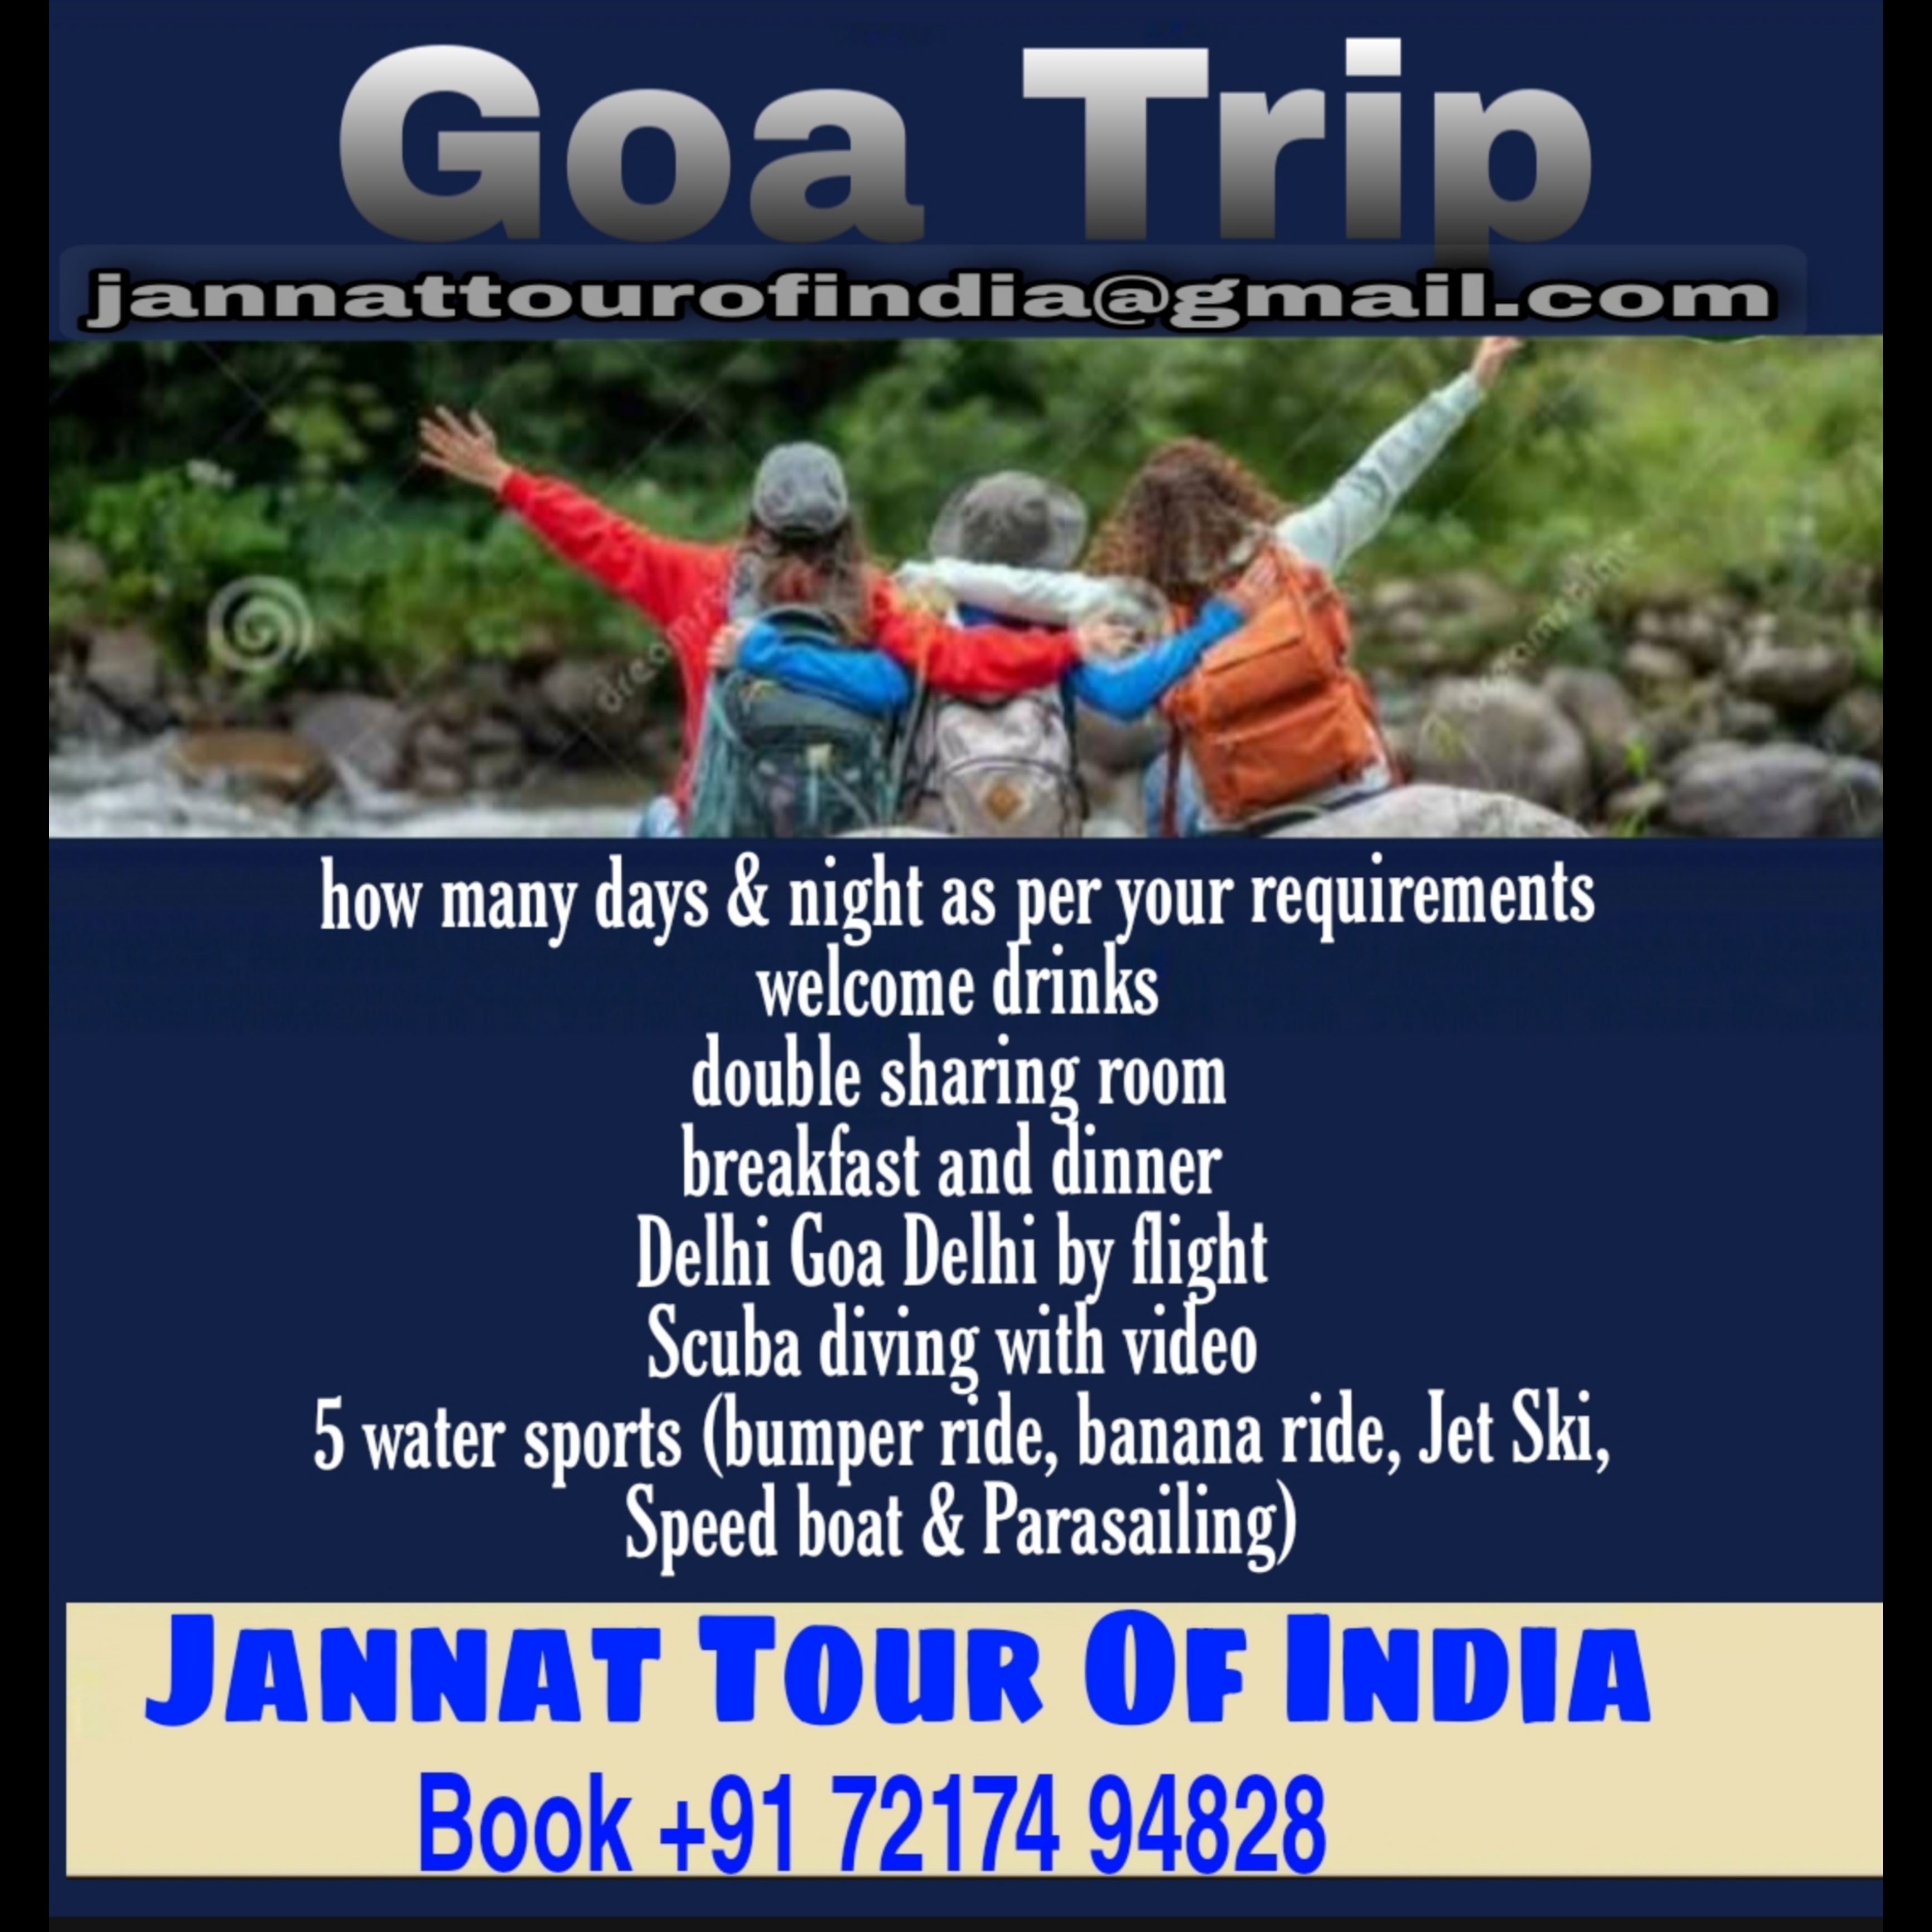 Goa Trip
jannattourofindia@gmail.com
dreamstime
how many days & night as per your requirements
welcome drinks
double sharing room
breakfast and dinner
Delhi Goa Delhi by flight
Scuba diving with video
5 water sports (bumper ride, banana ride, Jet Ski,
Speed boat & Parasailing)
Jannat Tour Of India
Book +91 72174 94828